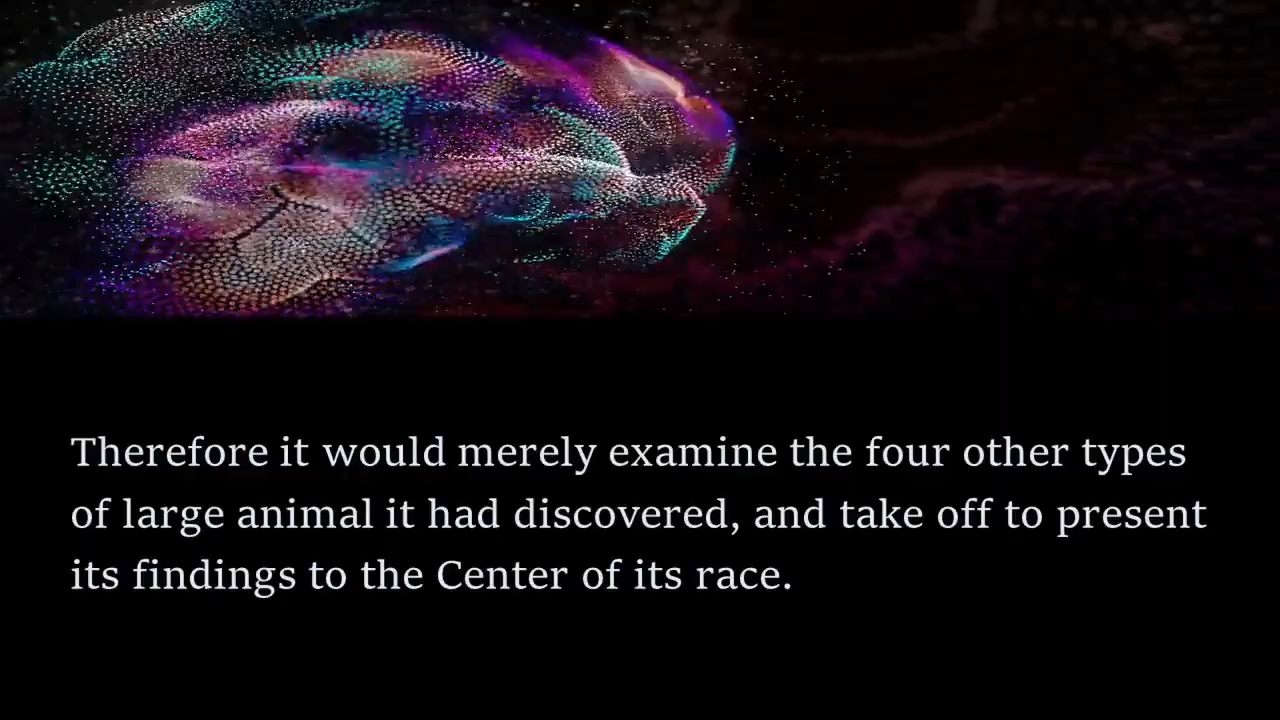 Therefore it would merely examine the four other types
of large animal it had discovered, and take off to present
its findings to the Center of its race.